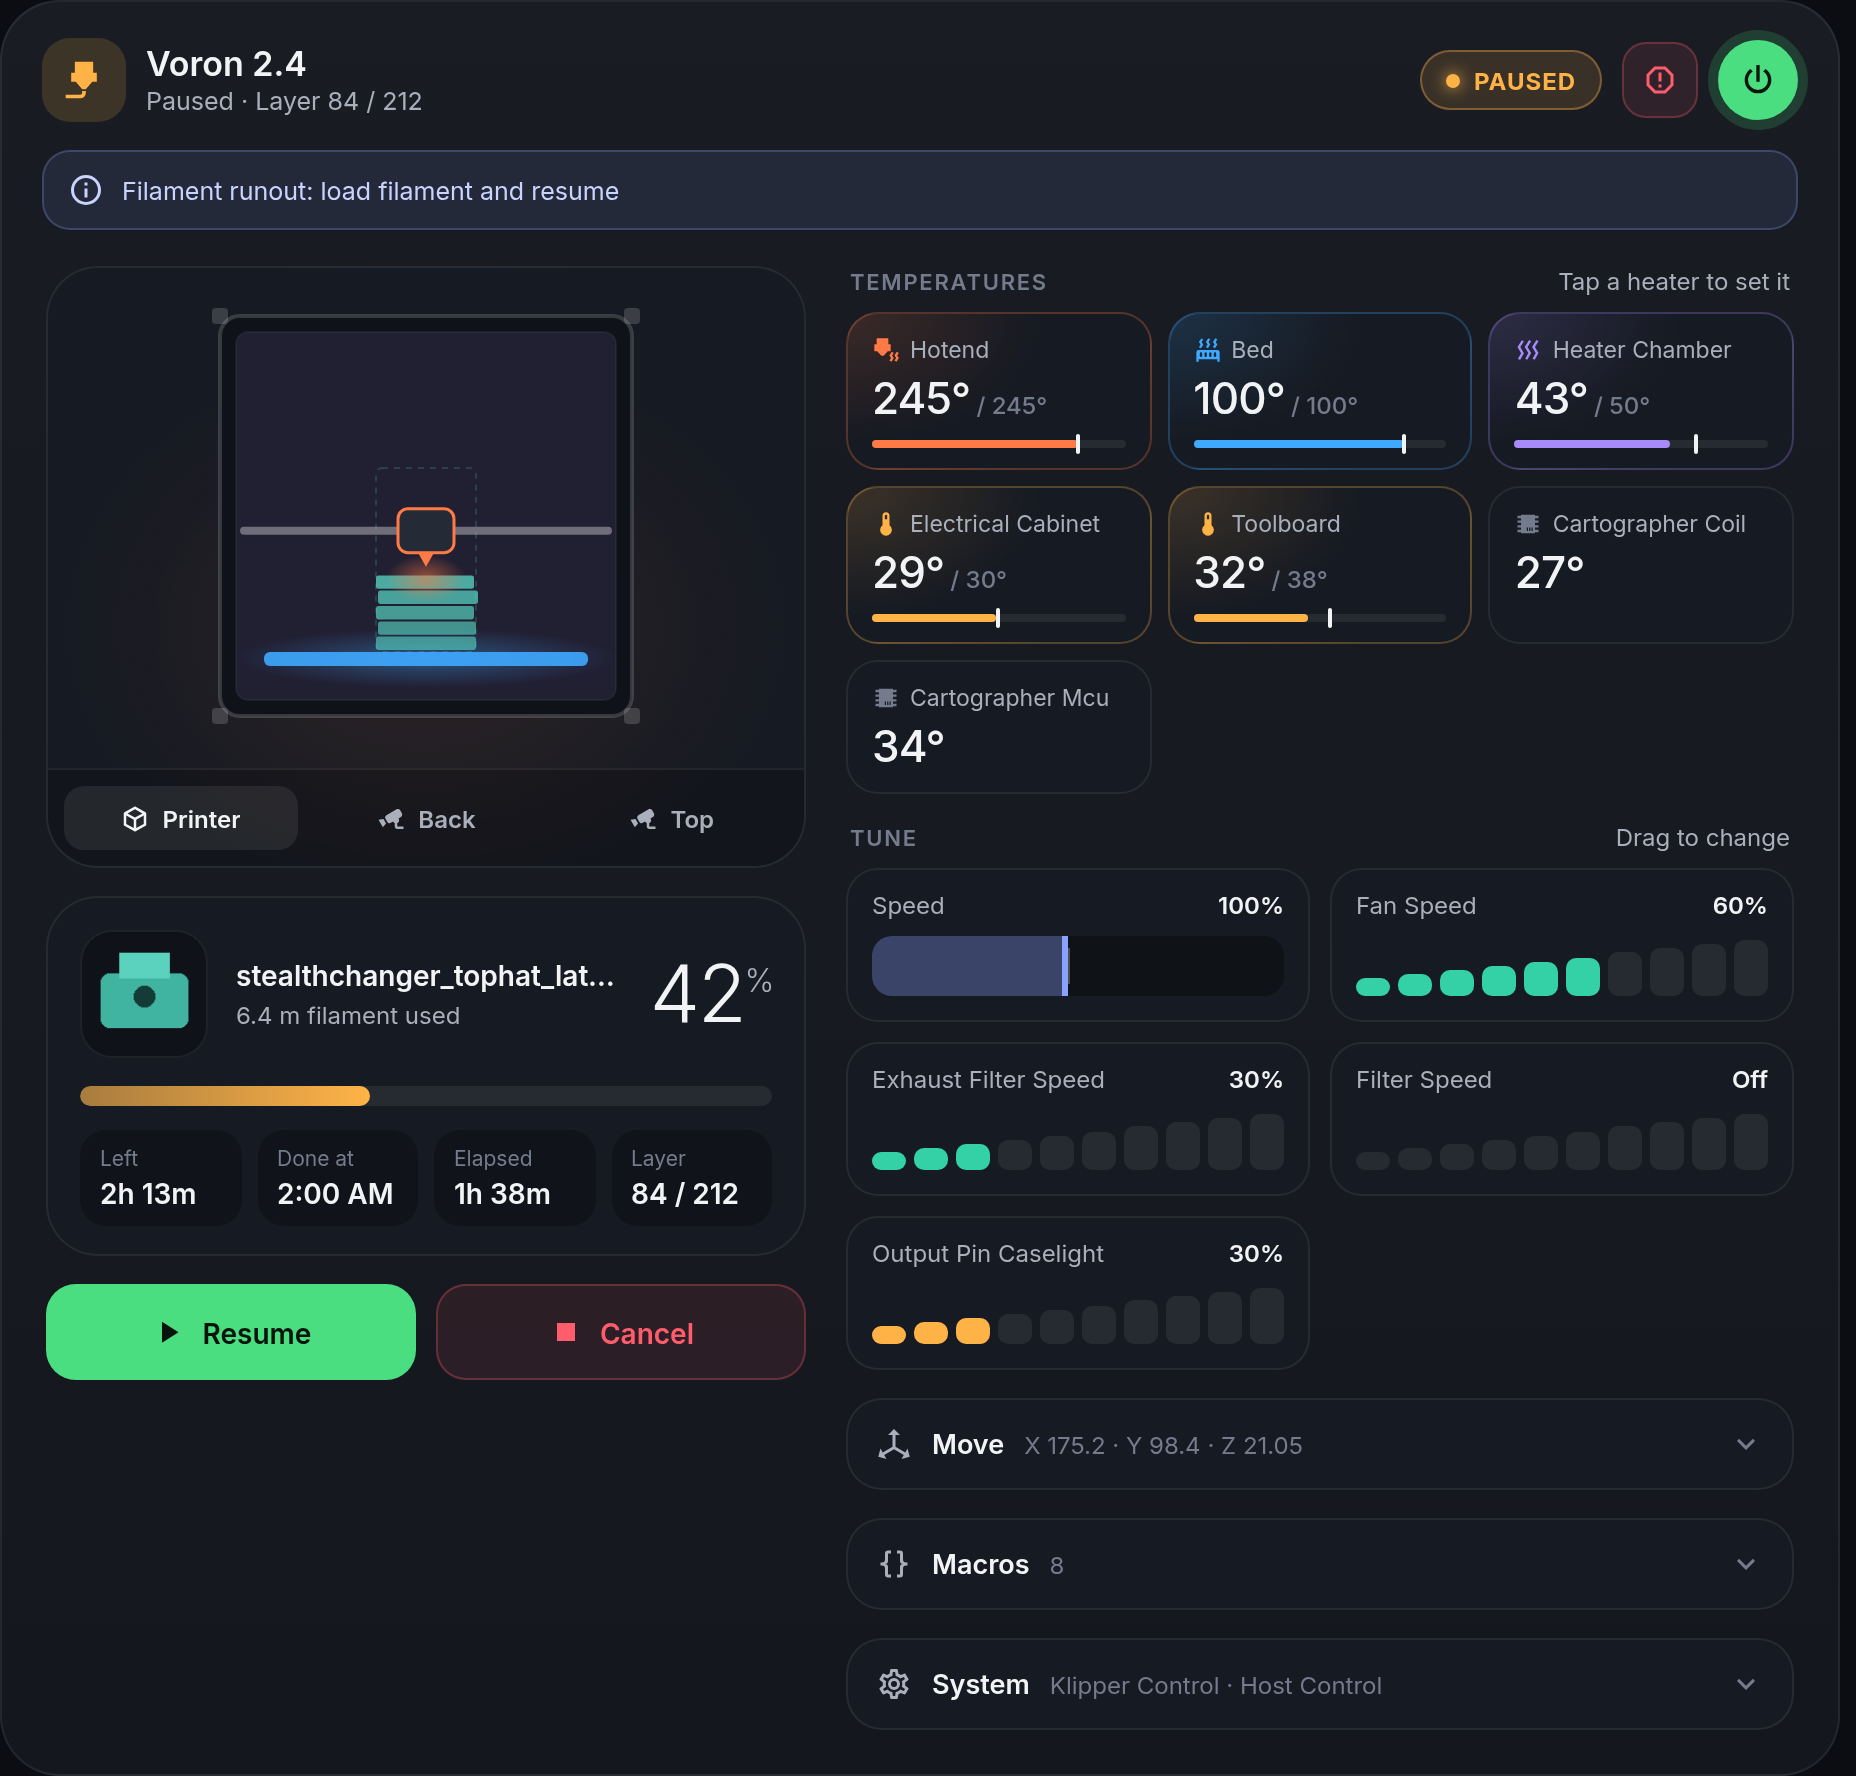 Voron 2.4
Paused · Layer 84 / 212
PAUSED
Filament runout: load filament and resume
TEMPERATURES
Tap a heater to set it
Hotend
245° / 245°
Bed
100° / 100°
Heater Chamber
43° / 50°
Electrical Cabinet
29° / 30°
Toolboard
32° / 38°
Cartographer Coil
27°
Cartographer Mcu
34°
Printer
Back
Top
stealthchanger_tophat_lat...
6.4 m filament used
42%
Left
2h 13m
Done at
2:00 AM
Elapsed
1h 38m
Layer
84 / 212
Resume
Cancel
TUNE
Drag to change
Speed
100%
Fan Speed
60%
Exhaust Filter Speed
30%
Filter Speed
Off
Output Pin Caselight
30%
Move X 175.2 · Y 98.4 · Z 21.05
Macros 8
System Klipper Control · Host Control